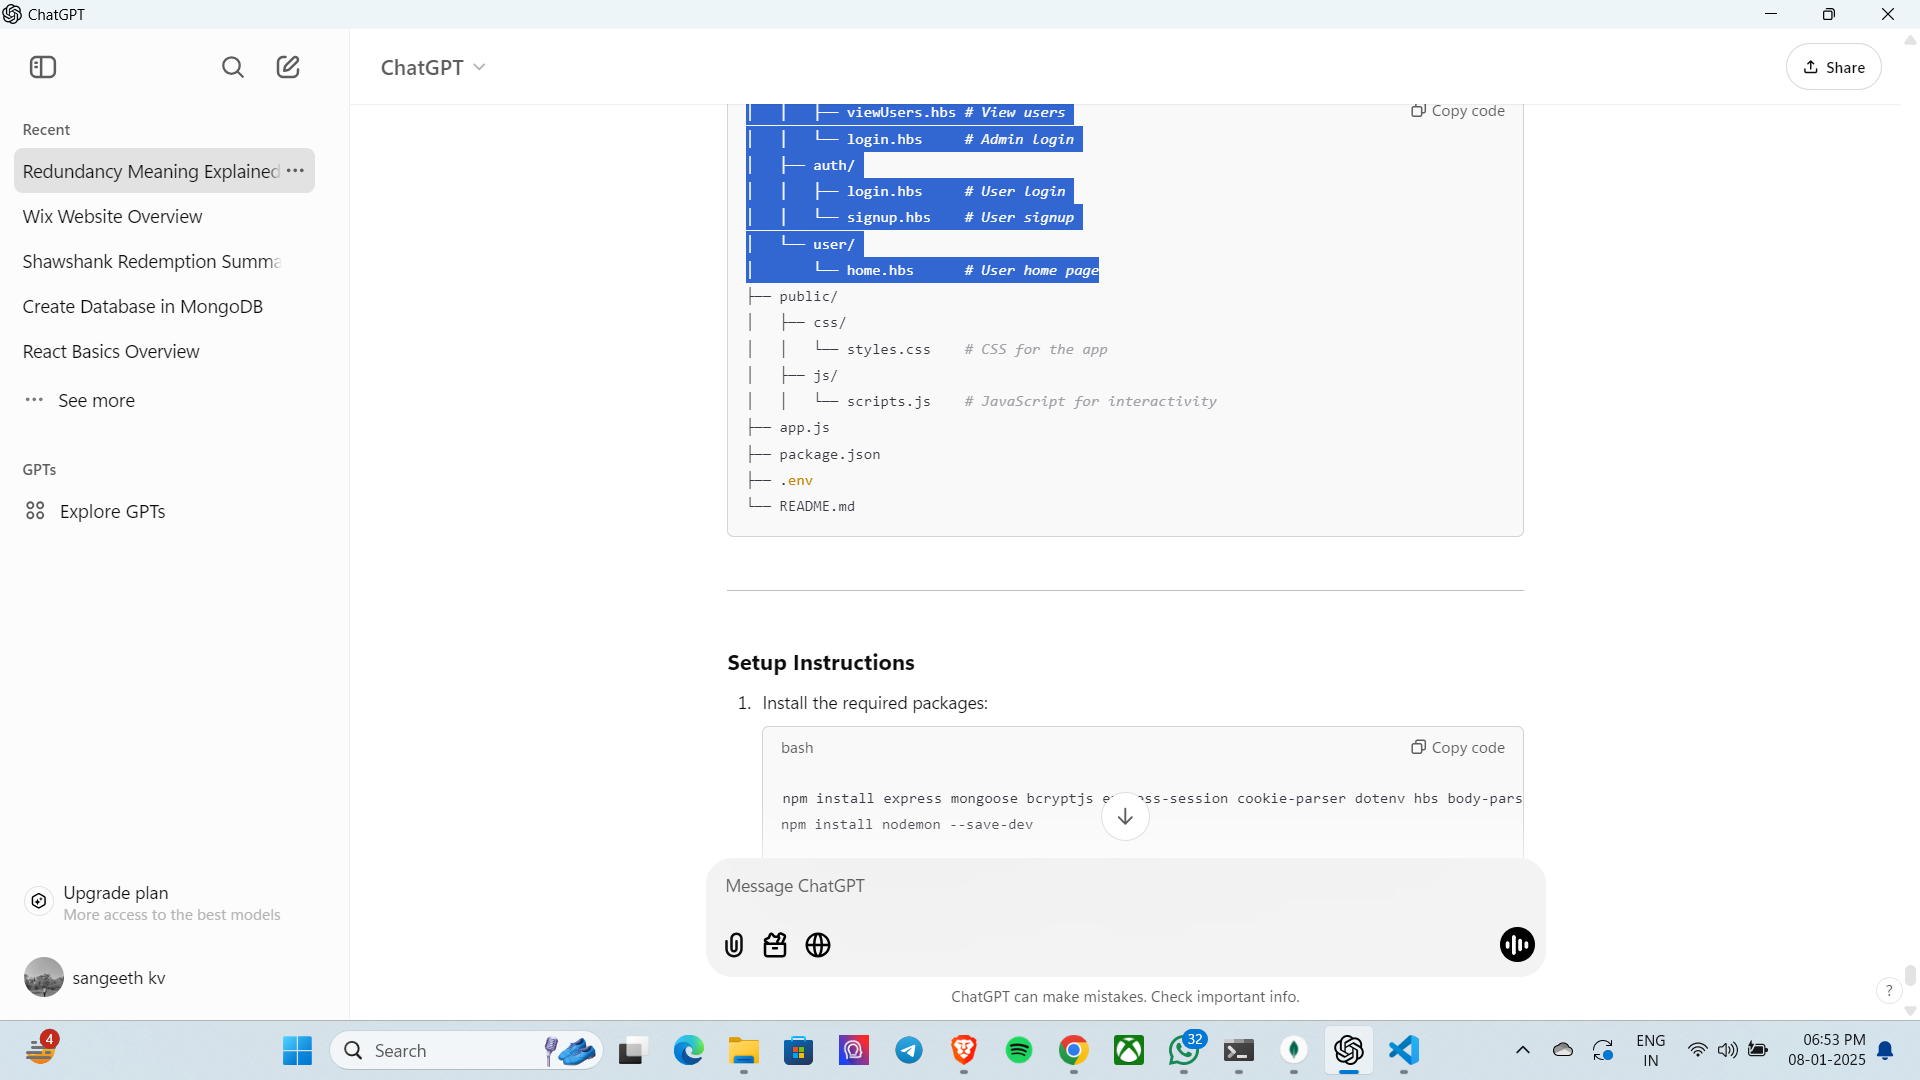 ChatGPT
ChatGPT
Share
Recent
Redundancy Meaning Explained
Wix Website Overview
Shawshank Redemption Summa
Create Database in MongoDB
React Basics Overview
See more
GPTs
Explore GPTs
Upgrade plan
More access to the best models
sangeeth kv
Copy code
│   │   ├── viewUsers.hbs # View users
│   │   └── login.hbs     # Admin login
│   ├── auth/
│   │   ├── login.hbs     # User login
│   │   └── signup.hbs    # User signup
│   └── user/
│       └── home.hbs      # User home page
├── public/
│   ├── css/
│   │   └── styles.css    # CSS for the app
│   ├── js/
│   │   └── scripts.js    # JavaScript for interactivity
├── app.js
├── package.json
├── .env
└── README.md
Setup Instructions
1. Install the required packages:
bash
Copy code
npm install express mongoose bcryptjs express-session cookie-parser dotenv hbs body-pars
npm install nodemon --save-dev
Message ChatGPT
ChatGPT can make mistakes. Check important info.
?
4
Search
32
ENG
IN
06:53 PM
08-01-2025